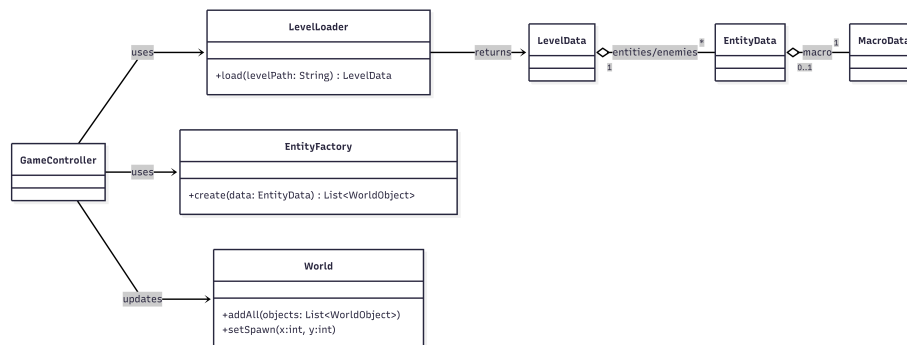 LevelLoader
+load(levelPath: String) : LevelData
uses
returns
LevelData
1
entities/enemies
*
EntityData
0..1
macro
1
MacroData
GameController
uses
EntityFactory
+create(data: EntityData) : List<WorldObject>
updates
World
+addAll(objects: List<WorldObject>)
+setSpawn(x:int, y:int)